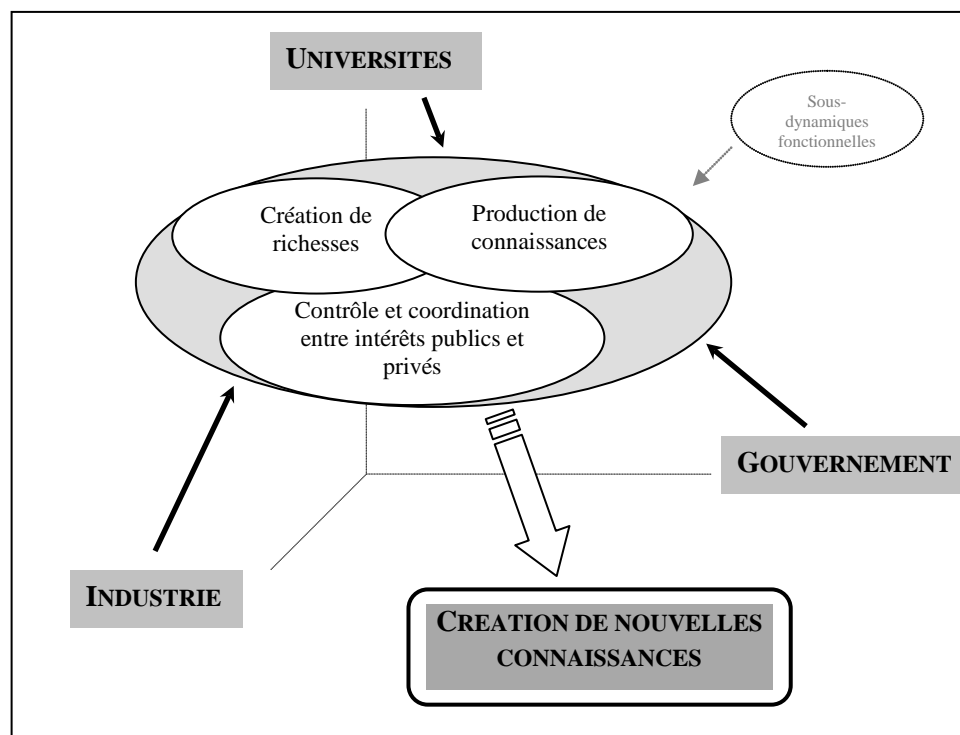 UNIVERSITES
Sous-
dynamiques
fonctionnelles
Création de
richesses
Production de
connaissances
Contrôle et coordination
entre intérêts publics et
privés
GOUVERNEMENT
INDUSTRIE
CREATION DE NOUVELLES
CONNAISSANCES